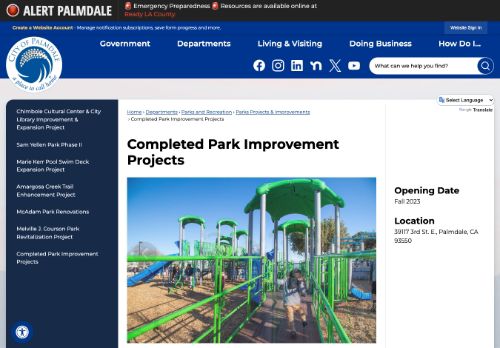 ALERT PALMDALE
🚨 Emergency Preparedness 🚨 Resources are available online at
Ready LA County.
Create a Website Account - Manage notification subscriptions, save form progress and more.
Website Sign In
CITY OF PALMDALE
a place to call home
Government
Departments
Living & Visiting
Doing Business
How Do I...
What can we help you find?
Select Language
Google Translate
Chimbole Cultural Center & City
Library Improvement &
Expansion Project
Sam Yellen Park Phase II
Marie Kerr Pool Swim Deck
Expansion Project
Amargosa Creek Trail
Enhancement Project
McAdam Park Renovations
Melville J. Courson Park
Revitalization Project
Completed Park Improvement
Projects
Home › Departments › Parks and Recreation › Parks Projects & Improvements
› Completed Park Improvement Projects
Completed Park Improvement
Projects
Opening Date
Fall 2023
Location
39117 3rd St. E., Palmdale, CA
93550